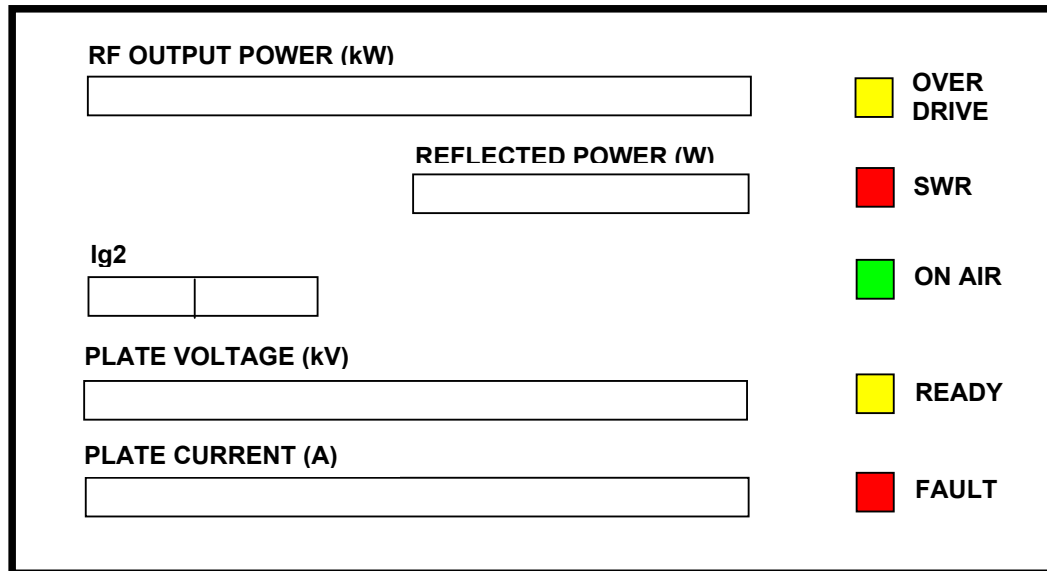 RF OUTPUT POWER (kW)
OVER
DRIVE
REFLECTED POWER (W)
SWR
Ig2
ON AIR
PLATE VOLTAGE (kV)
READY
PLATE CURRENT (A)
FAULT